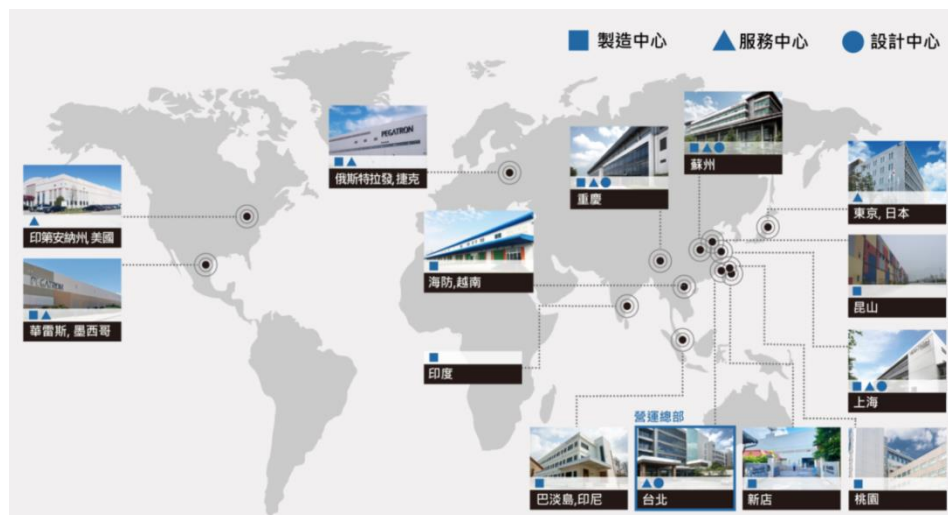 製造中心
服務中心
設計中心
PEGATRON
俄斯特拉發,捷克
重慶
蘇州
東京, 日本
印第安納州,美國
海防,越南
華雷斯, 墨西哥
昆山
印度
上海
營運總部
巴淡島,印尼
台北
新店
桃園